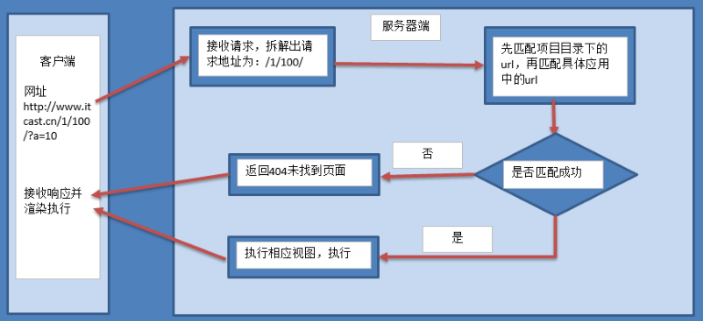 客户端
网址
http://www.it
cast.cn/1/100
/?a=10
接收响应并
渲染执行
服务器端
接收请求，拆解出请
求地址为：/1/100/
先匹配项目目录下的
url，再匹配具体应用
中的url
是否匹配成功
否
返回404未找到页面
是
执行相应视图，执行